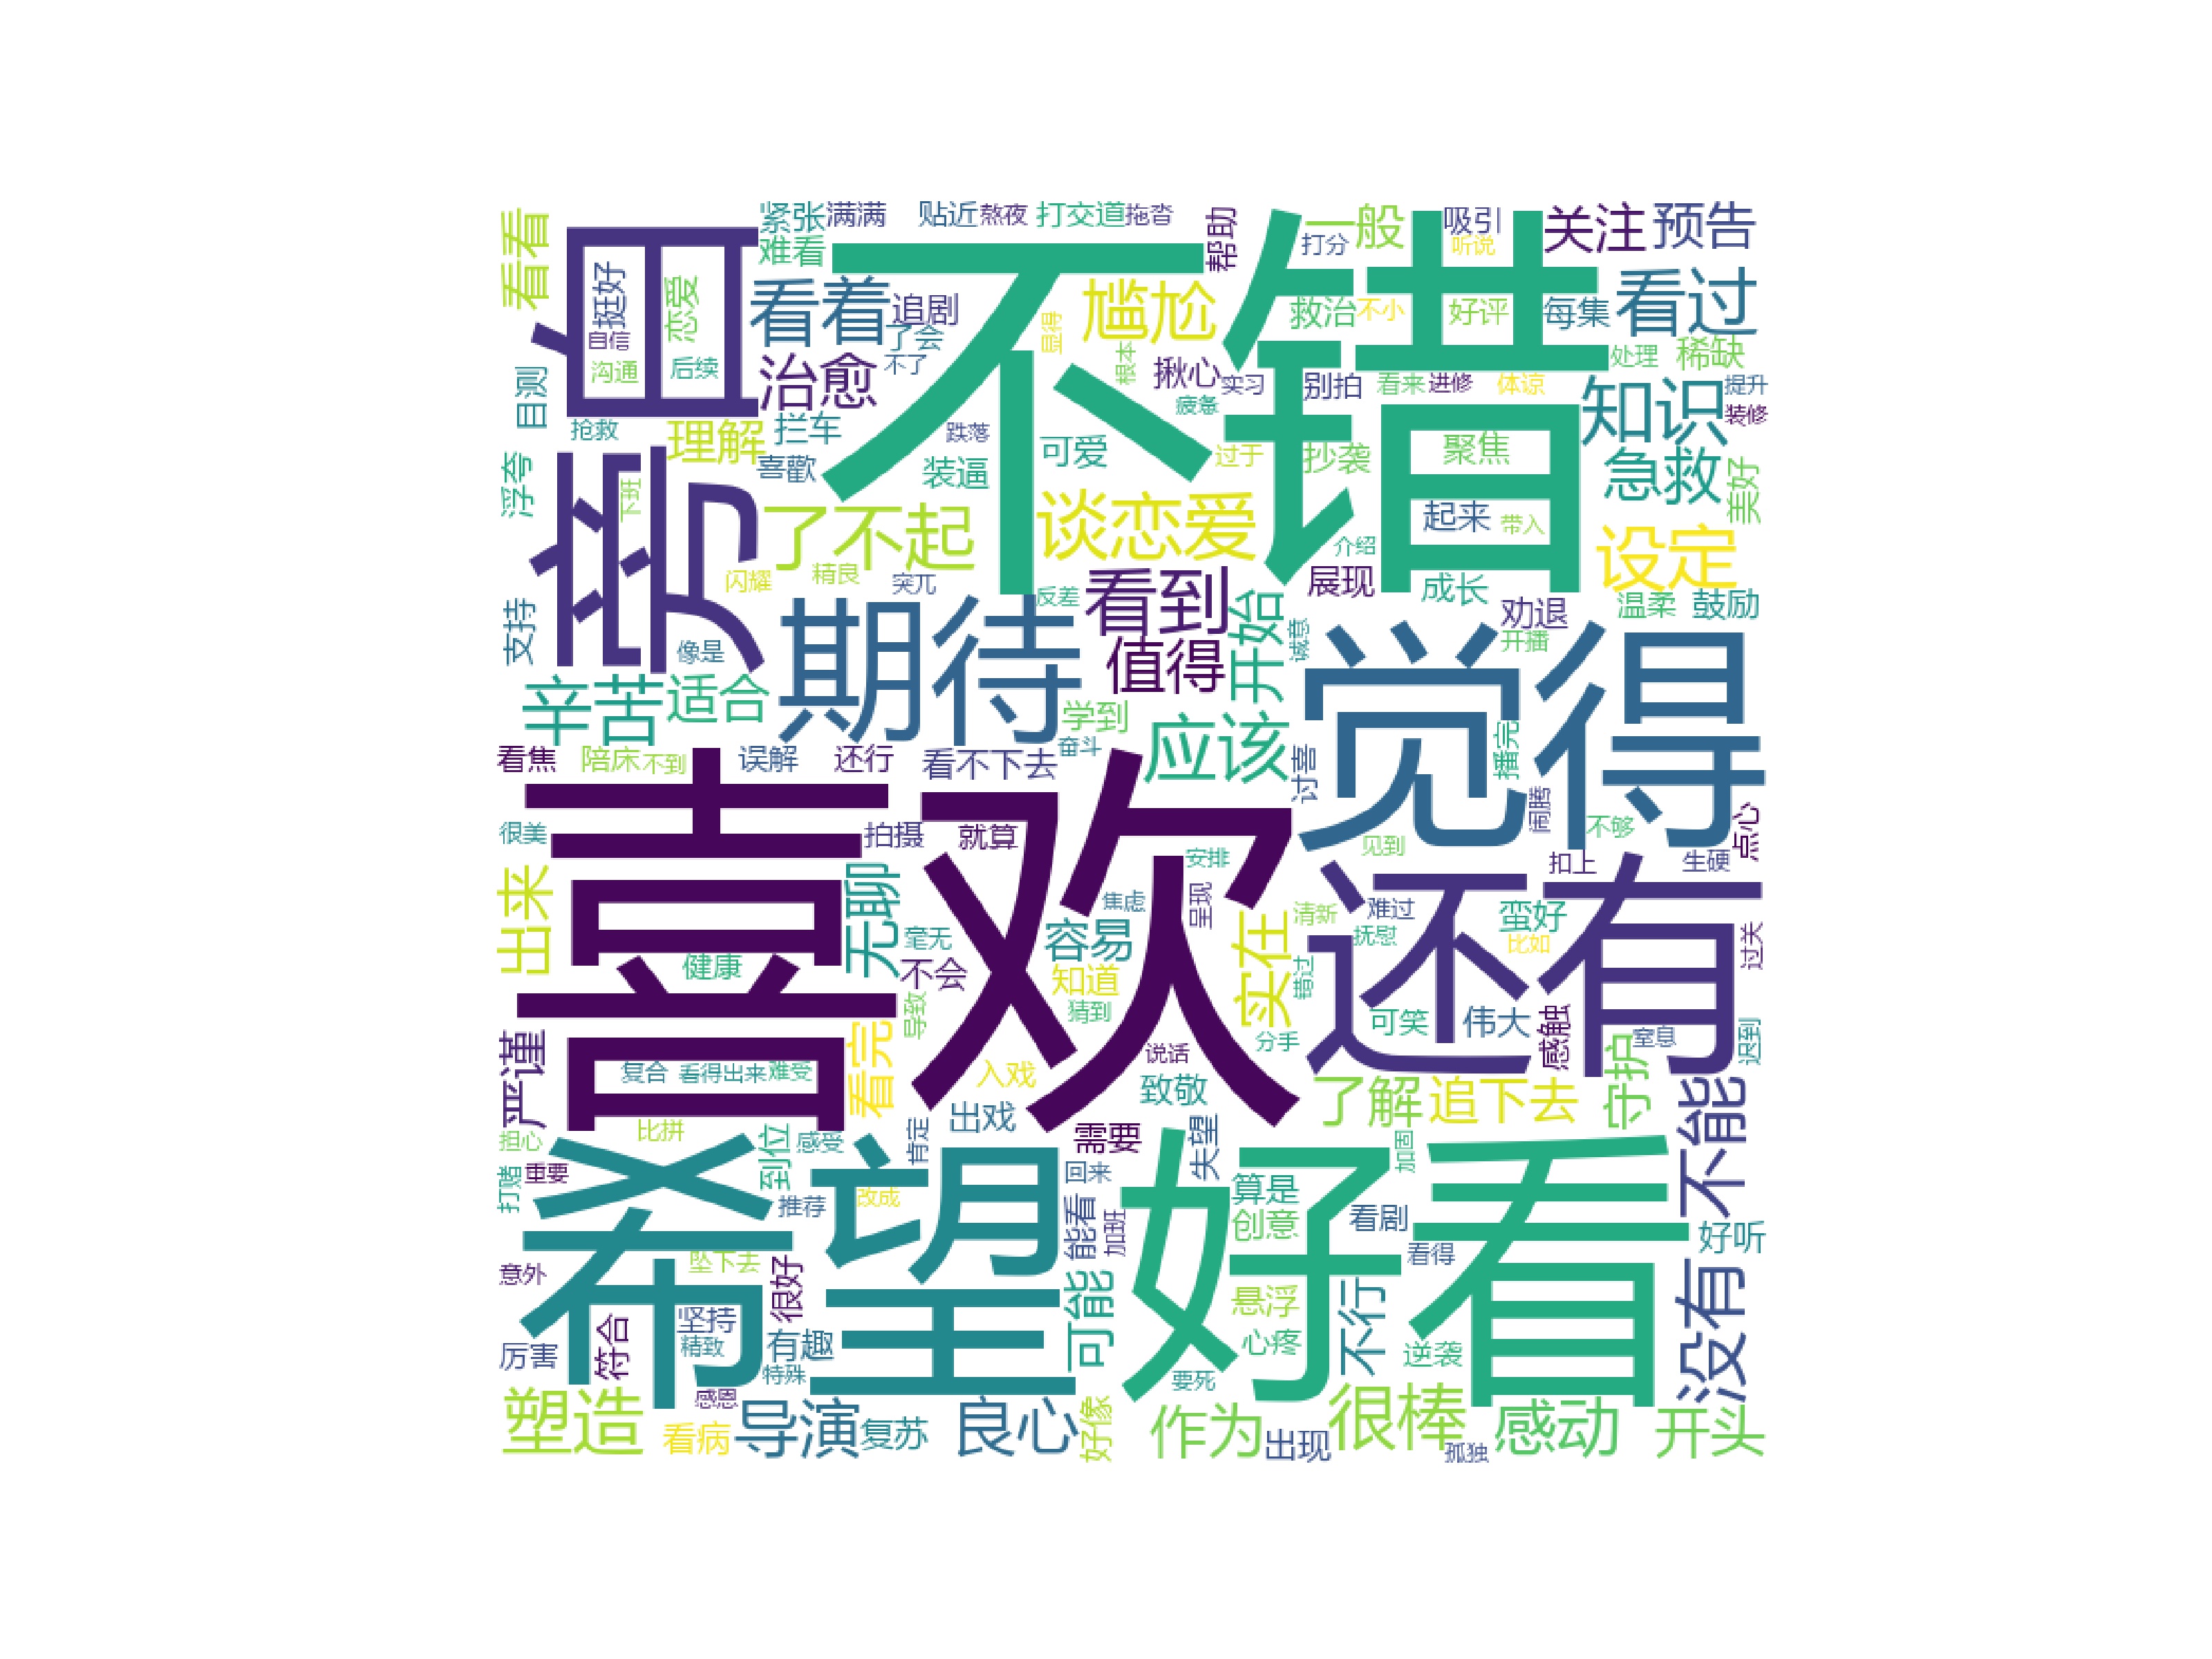 紧张
满满
贴近
熬夜
打交道
拖沓
帮助
一般
打分
吸引
听说
关注
预告
看看
旁白
挺好
自信
沟通
恋爱
后续
难看
看着
追剧
了会
不了
治愈
不错
尴尬
显得
根本
救治
不小
好评
每集
看过
揪心
实习
别拍
看来
进修
体谅
处理
稀缺
提升
装修
目测
抢救
理解
拦车
跌落
疲惫
知识
浮夸
下班
喜歡
装逼
可爱
过于
抄袭
聚焦
急救
美好
了不起
谈恋爱
起来
带入
设定
闪耀
精良
突兀
反差
介绍
展现
成长
劝退
温柔
鼓励
支持
像是
期待
看到
值得
开始
诚意
开播
觉得
辛苦
适合
学到
奋斗
应该
讨喜
播完
看焦
陪床
不到
误解
还行
看不下去
喜欢
很美
拍摄
就算
安排
见到
闹腾
不够
点心
出来
无聊
毫无
不会
容易
焦虑
呈现
清新
难过
抚慰
扣上
生硬
蛮好
比如
过关
还有
健康
知道
猜到
实在
错过
导致
可笑
伟大
感触
窒息
迟到
严谨
复合
看得出来
难受
看完
入戏
说话
分手
出戏
致敬
了解
追下去
守护
担心
比拼
到位
感受
肯定
需要
失望
加固
不能
打赌
重要
希望
推荐
改成
回来
好看
能看
加班
算是
创意
看剧
看得
好听
意外
坠下去
很好
可能
悬浮
不行
没有
厉害
符合
坚持
精致
有趣
特殊
心疼
逆袭
要死
塑造
感恩
看病
导演
复苏
良心
好像
作为
出现
很棒
孤独
感动
开头